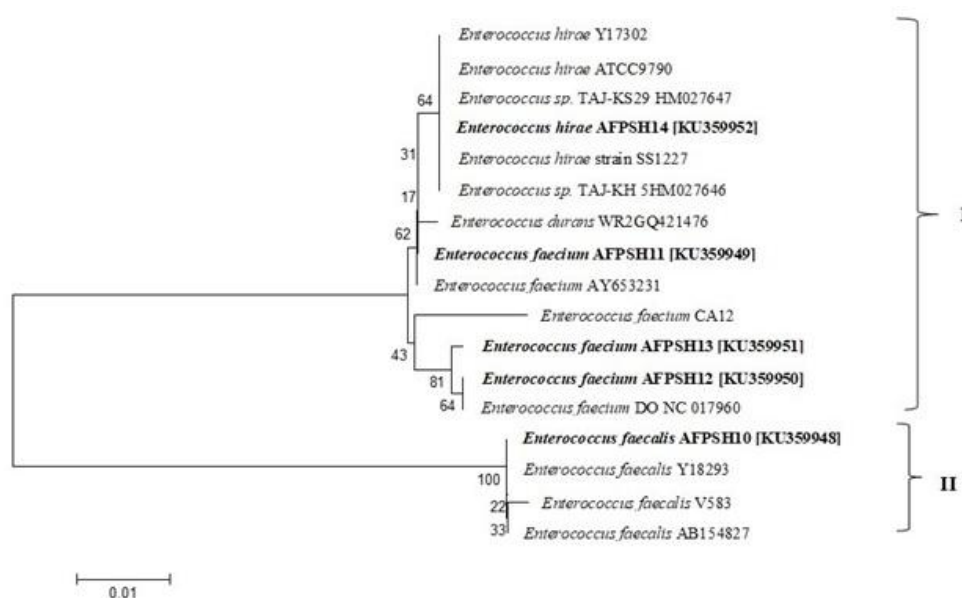 Enterococcus hirae Y17302
Enterococcus hirae ATCC9790
Enterococcus sp. TAJ-KS29 HM027647
64
Enterococcus hirae AFPSH14 [KU359952]
31
Enterococcus hirae strain SS1227
Enterococcus sp. TAJ-KH 5HM027646
17
Enterococcus durans WR2GQ421476
62
Enterococcus faecium AFPSH11 [KU359949]
Enterococcus faecium AY653231
Enterococcus faecium CA12
43
Enterococcus faecium AFPSH13 [KU359951]
81
Enterococcus faecium AFPSH12 [KU359950]
64
Enterococcus faecium DO NC 017960
Enterococcus faecalis AFPSH10 [KU359948]
100
Enterococcus faecalis Y18293
II
22
Enterococcus faecalis V583
33
Enterococcus faecalis AB154827
0.01